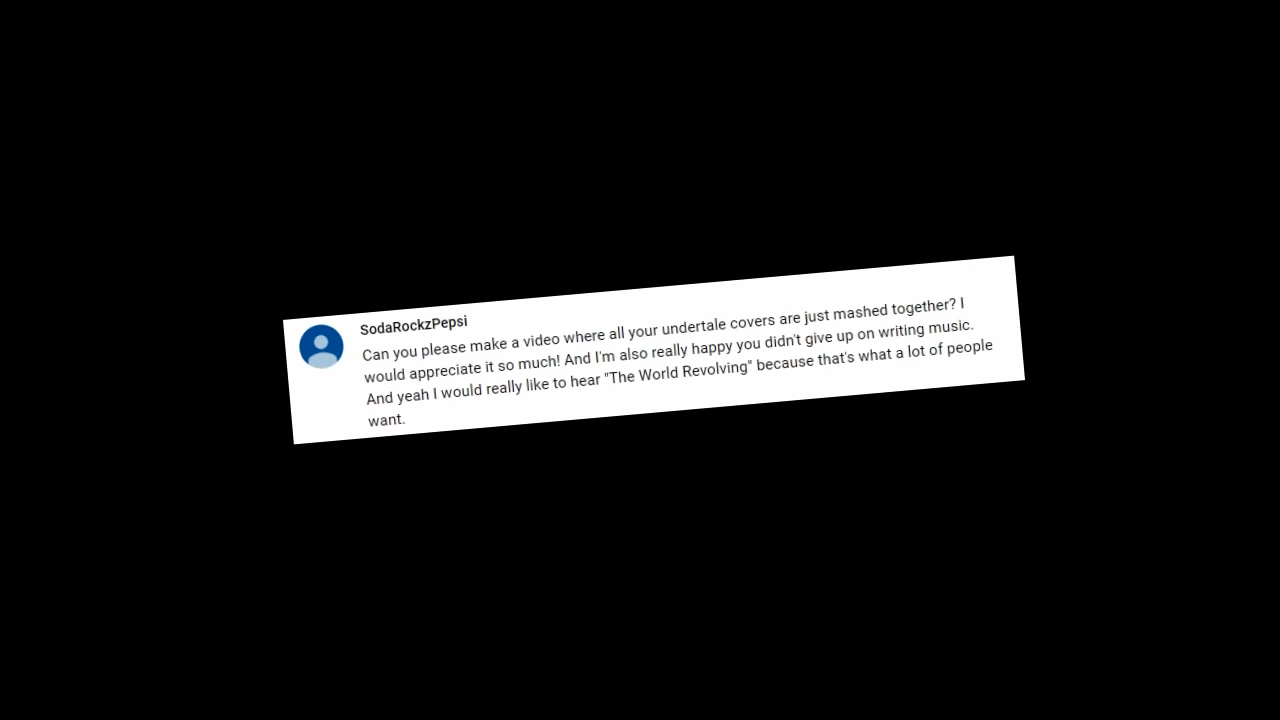 SodaRockzPepsi
Can you please make a video where all your undertale covers are just mashed together? I
would appreciate it so much! And I'm also really happy you didn't give up on writing music.
And yeah I would really like to hear "The World Revolving" because that's what a lot of people
want.